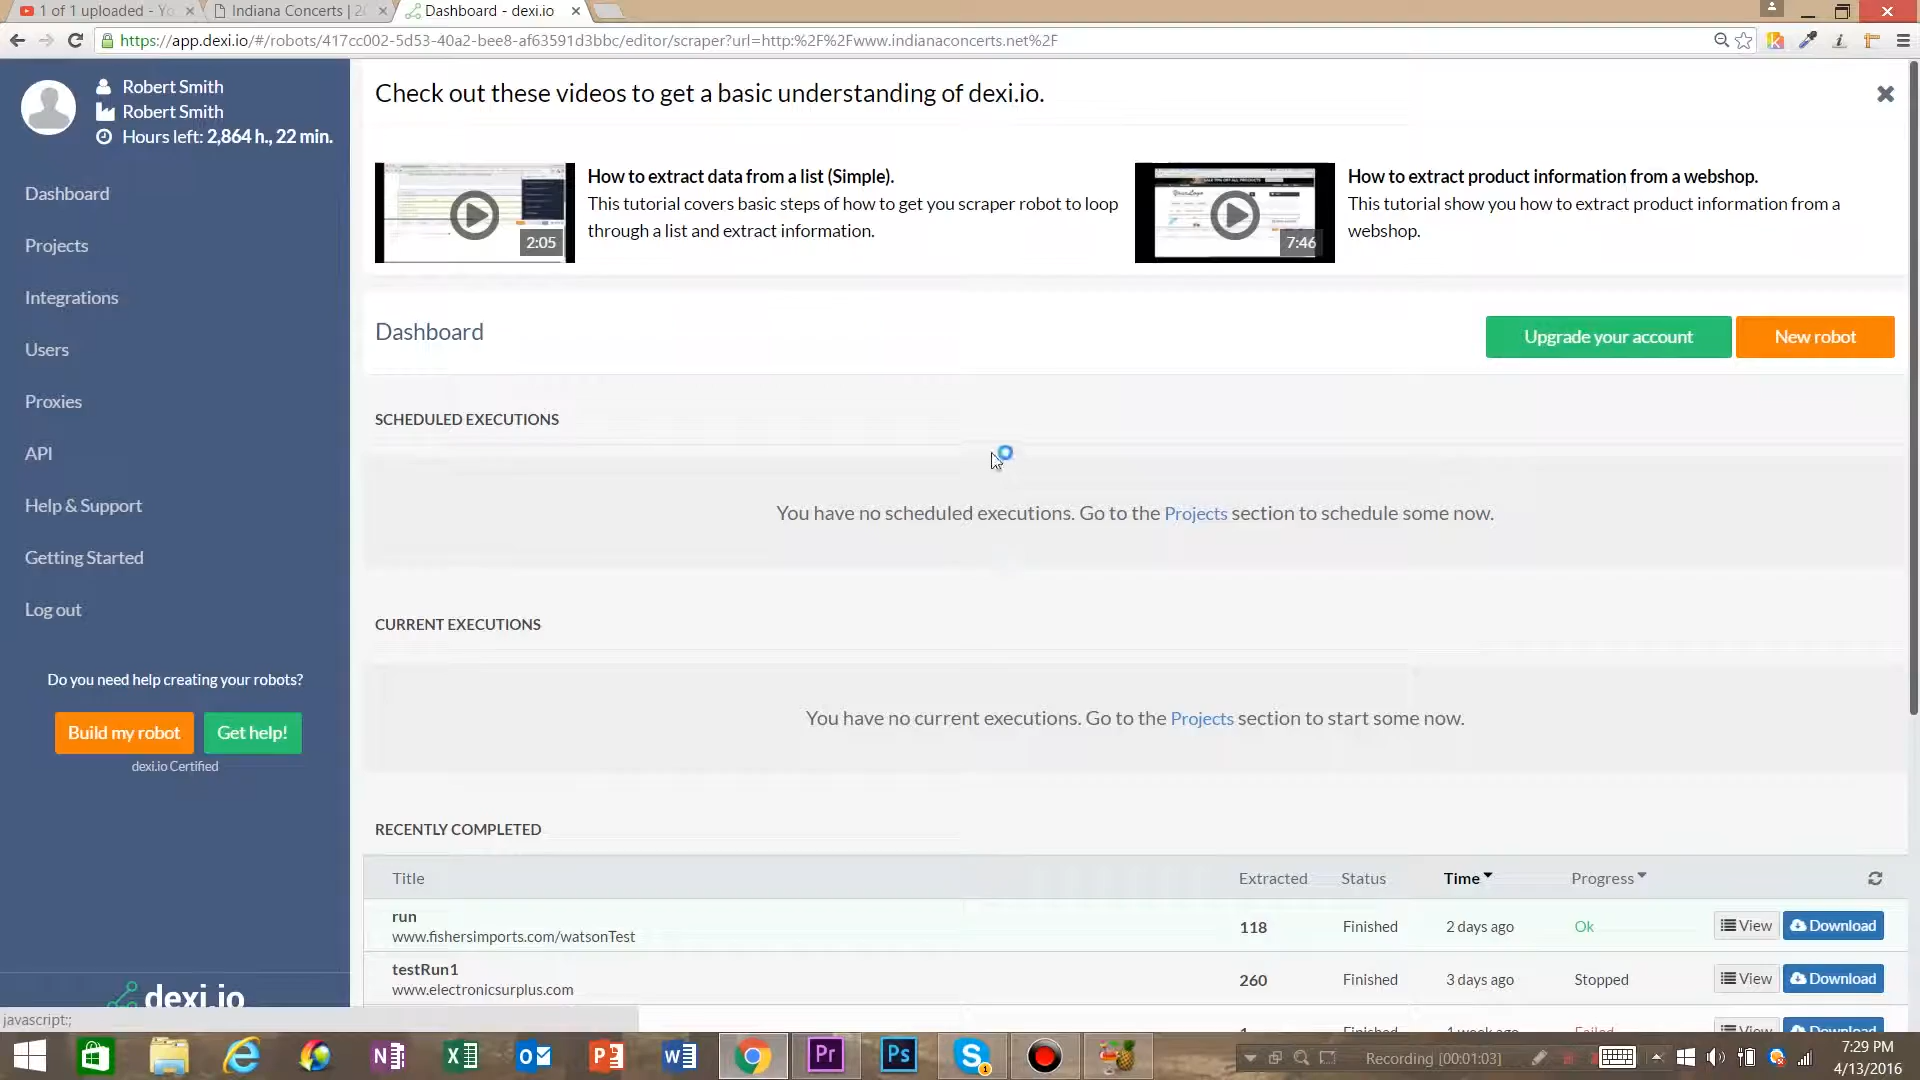 1 of 1 uploaded - Yo
Indiana Concerts | 20
Dashboard - dexi.io
https://app.dexi.io/#/robots/417cc002-5d53-40a2-bee8-af63591d3bbc/editor/scraper?url=http:%2F%2Fwww.indianaconcerts.net%2F
Robert Smith
Robert Smith
Hours left: 2,864 h., 22 min.
Dashboard
Projects
Integrations
Users
Proxies
API
Help & Support
Getting Started
Log out
Do you need help creating your robots?
Build my robot
Get help!
dexi.io Certified
dexi.io
javascript:;
Check out these videos to get a basic understanding of dexi.io.
2:05
How to extract data from a list (Simple).
This tutorial covers basic steps of how to get you scraper robot to loop
through a list and extract information.
7:46
How to extract product information from a webshop.
This tutorial show you how to extract product information from a
webshop.
Dashboard
Upgrade your account
New robot
SCHEDULED EXECUTIONS
You have no scheduled executions. Go to the Projects section to schedule some now.
CURRENT EXECUTIONS
You have no current executions. Go to the Projects section to start some now.
RECENTLY COMPLETED
Title Extracted Status Time Progress
run
www.fishersimports.com/watsonTest
118 Finished 2 days ago Ok View Download
testRun1
www.electronicsurplus.com
260 Finished 3 days ago Stopped View Download
1 Finished 1 week ago Failed View Download
Recording [00:01:03]
7:29 PM
4/13/2016